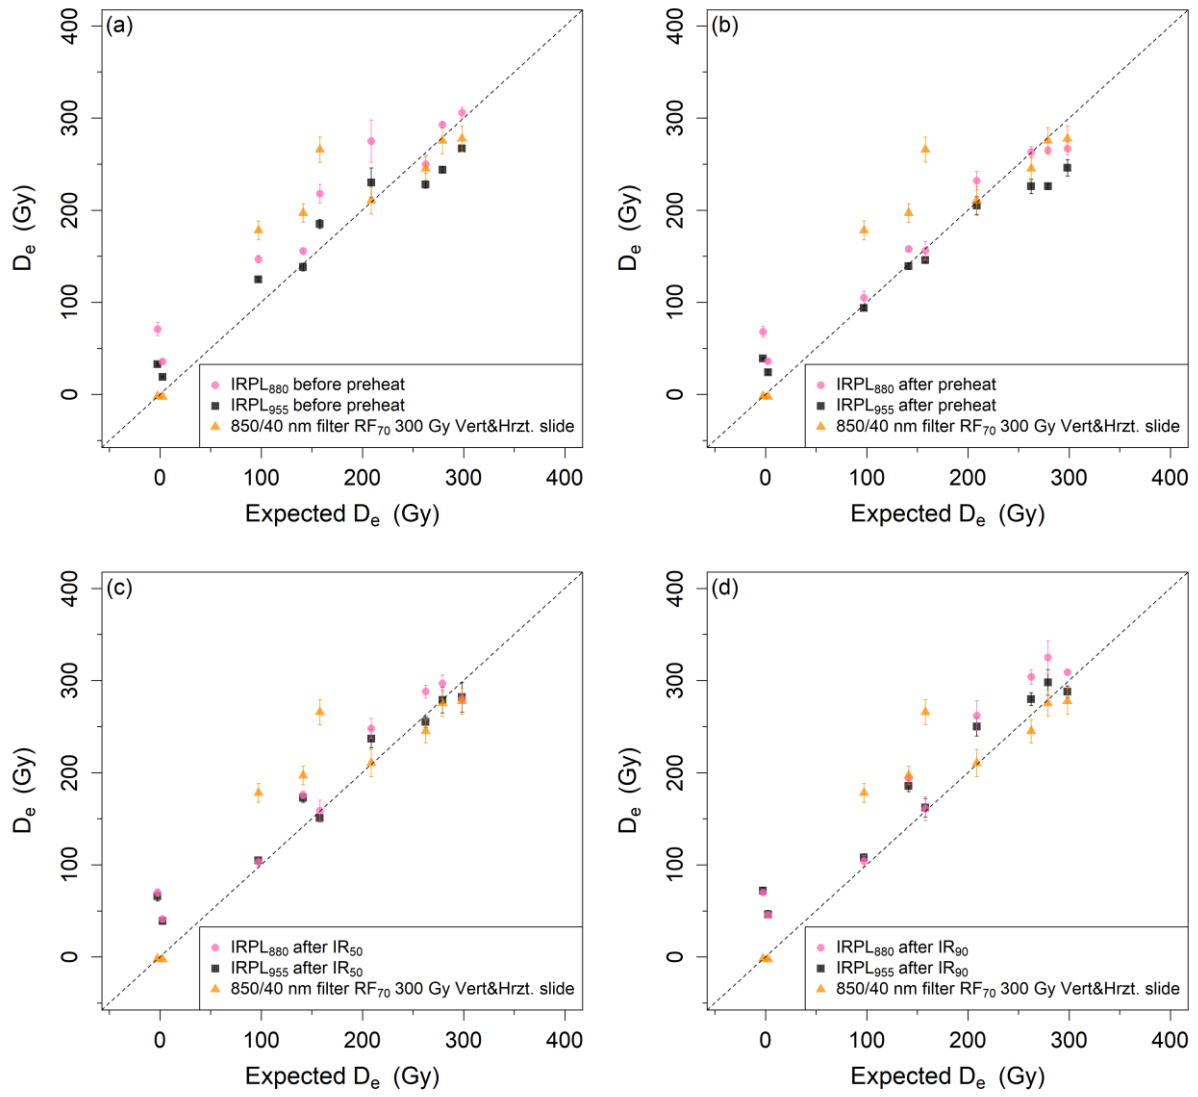 (a)
400
300
200
100
0
De (Gy)
IRPL880 before preheat
IRPL955 before preheat
850/40 nm filter RF70 300 Gy Vert&Hrzt. slide
0 100 200 300 400
Expected De (Gy)
(b)
400
300
200
100
0
De (Gy)
IRPL880 after preheat
IRPL955 after preheat
850/40 nm filter RF70 300 Gy Vert&Hrzt. slide
0 100 200 300 400
Expected De (Gy)
(c)
400
300
200
100
0
De (Gy)
IRPL880 after IR50
IRPL955 after IR50
850/40 nm filter RF70 300 Gy Vert&Hrzt. slide
0 100 200 300 400
Expected De (Gy)
(d)
400
300
200
100
0
De (Gy)
IRPL880 after IR90
IRPL955 after IR90
850/40 nm filter RF70 300 Gy Vert&Hrzt. slide
0 100 200 300 400
Expected De (Gy)